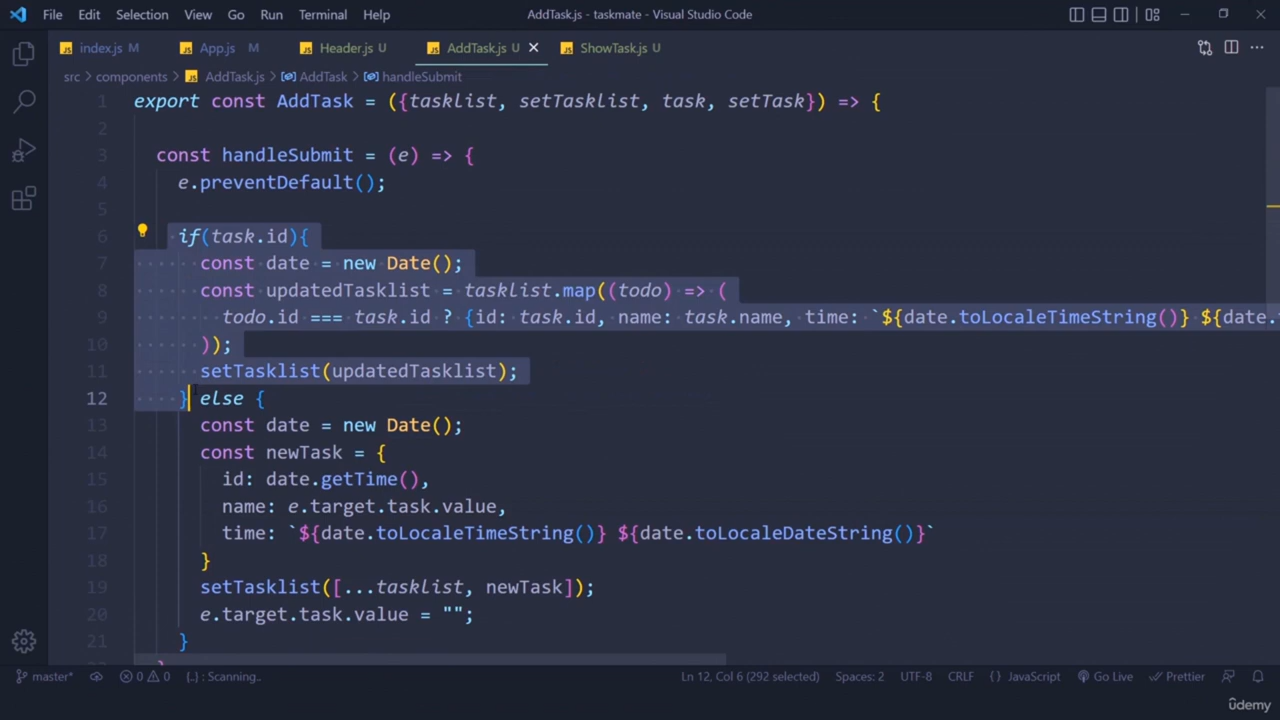 File Edit Selection View Go Run Terminal Help AddTask.js - taskmate - Visual Studio Code
JS index.js M JS App.js M JS Header.js U JS AddTask.js U JS ShowTask.js U
src > components > JS AddTask.js > AddTask > handleSubmit
1 export const AddTask = ({tasklist, setTasklist, task, setTask}) => {
2
3 const handleSubmit = (e) => {
4 e.preventDefault();
5
6 if(task.id){
7 const date = new Date();
8 const updatedTasklist = tasklist.map((todo) => (
9 todo.id === task.id ? {id: task.id, name: task.name, time: `${date.toLocaleTimeString()} ${date.
10 ));
11 setTasklist(updatedTasklist);
12 } else {
13 const date = new Date();
14 const newTask = {
15 id: date.getTime(),
16 name: e.target.task.value,
17 time: `${date.toLocaleTimeString()} ${date.toLocaleDateString()}`
18 }
19 setTasklist([...tasklist, newTask]);
20 e.target.task.value = "";
21 }
master* 0 0 {..} : Scanning.. Ln 12, Col 6 (292 selected) Spaces: 2 UTF-8 CRLF { } JavaScript Go Live Prettier
ûdemy